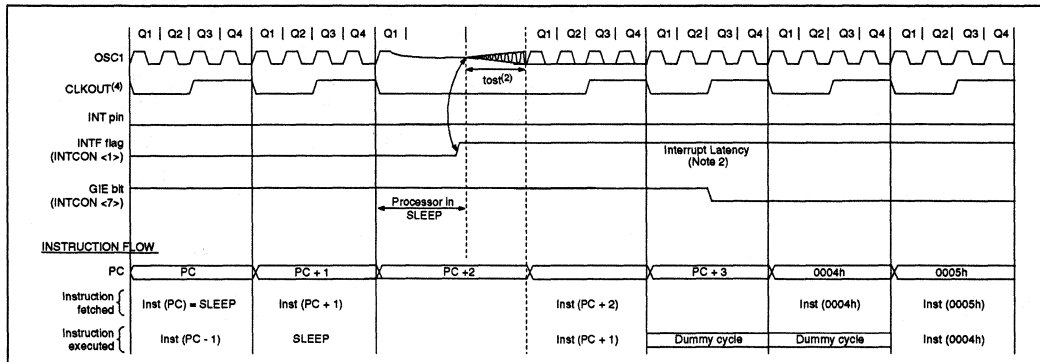 Q1 Q2 Q3 Q4 Q1 Q2 Q3 Q4 Q1 Q1 Q2 Q3 Q4 Q1 Q2 Q3 Q4 Q1 Q2 Q3 Q4 Q1 Q2 Q3 Q4
OSC1
tost(2)
CLKOUT(4)
INT pin
INTF flag
(INTCON <1>)
Interrupt Latency
(Note 2)
GIE bit
(INTCON <7>)
Processor in
SLEEP
INSTRUCTION FLOW
PC PC PC + 1 PC +2 PC + 3 0004h 0005h
Instruction
fetched
Inst (PC) = SLEEP Inst (PC + 1) Inst (PC + 2) Inst (0004h) Inst (0005h)
Instruction
executed
Inst (PC - 1) SLEEP Inst (PC + 1) Dummy cycle Dummy cycle Inst (0004h)